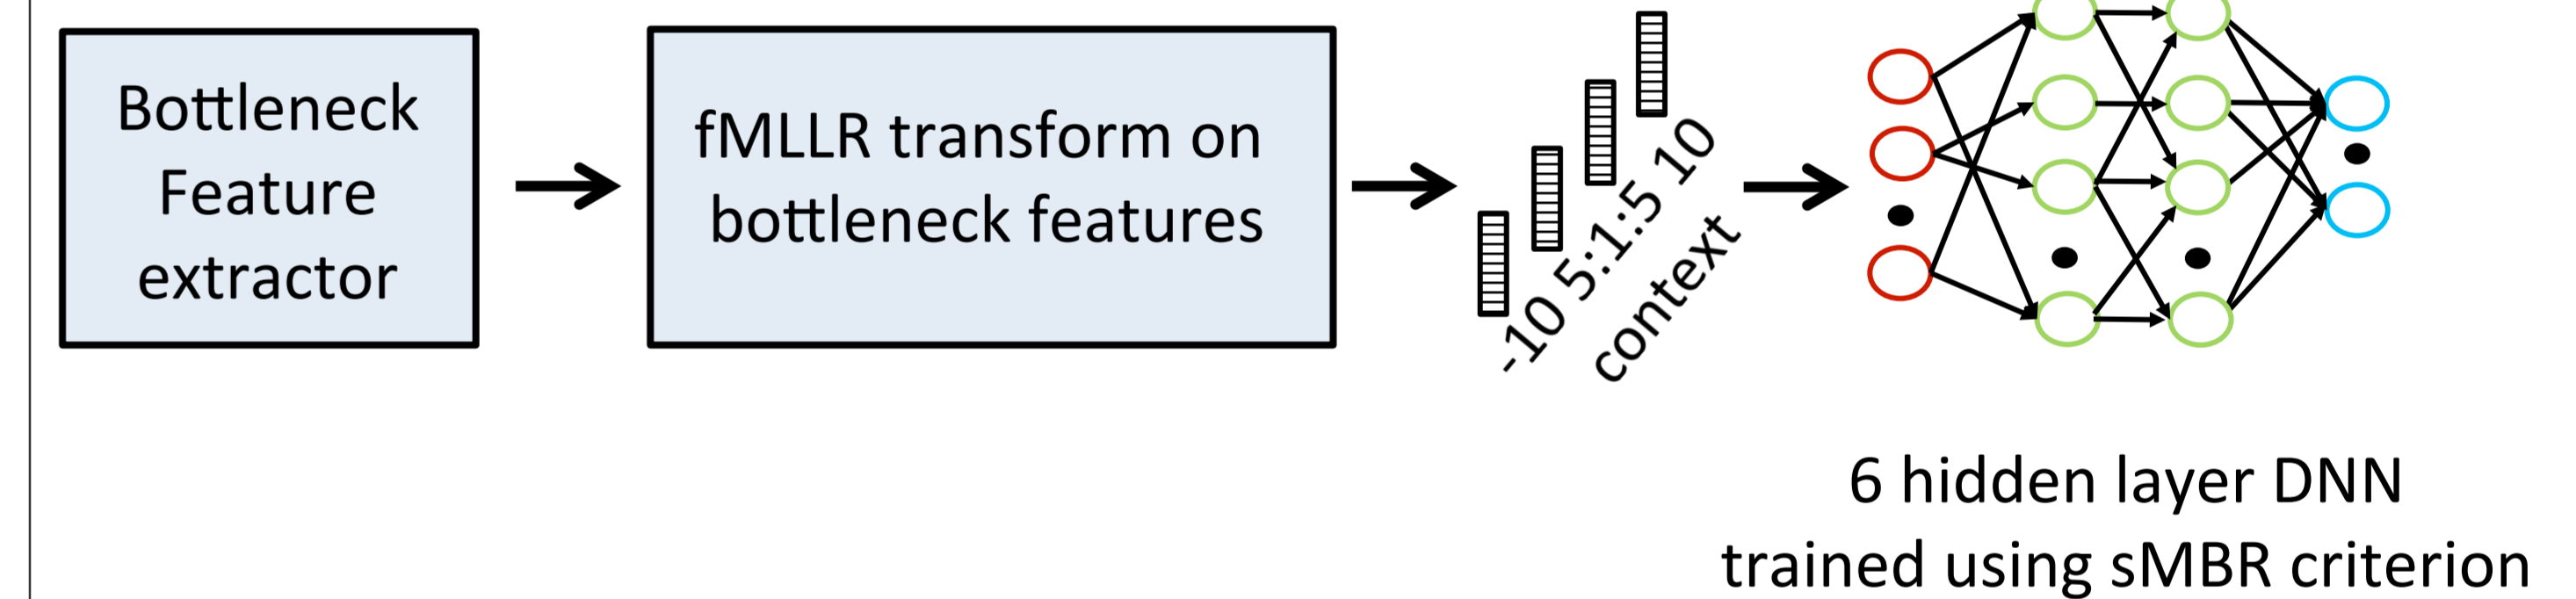 Bottleneck
Feature
extractor
fMLLR transform on
bottleneck features
-10 5:1:5 10
context
6 hidden layer DNN
trained using sMBR criterion